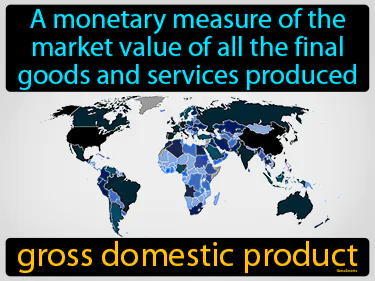 A monetary measure of the
market value of all the final
goods and services produced
gross domestic product